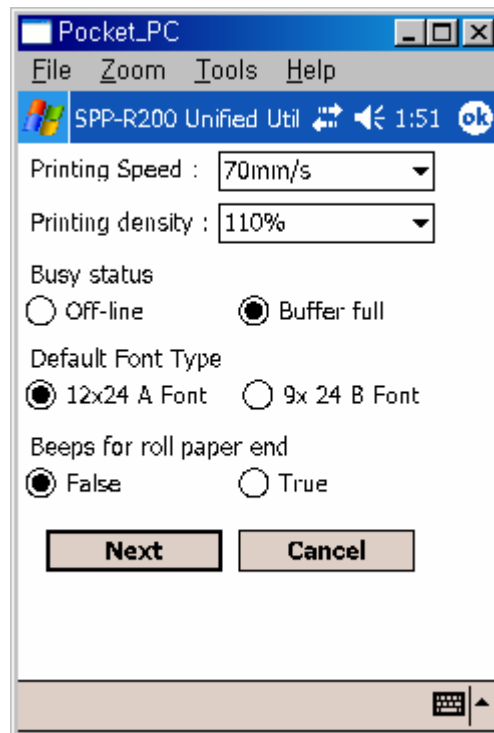 Pocket_PC
File Zoom Tools Help
SPP-R200 Unified Util 1:51 ok
Printing Speed : 70mm/s
Printing density : 110%
Busy status
Off-line Buffer full
Default Font Type
12x24 A Font 9x 24 B Font
Beeps for roll paper end
False True
Next Cancel